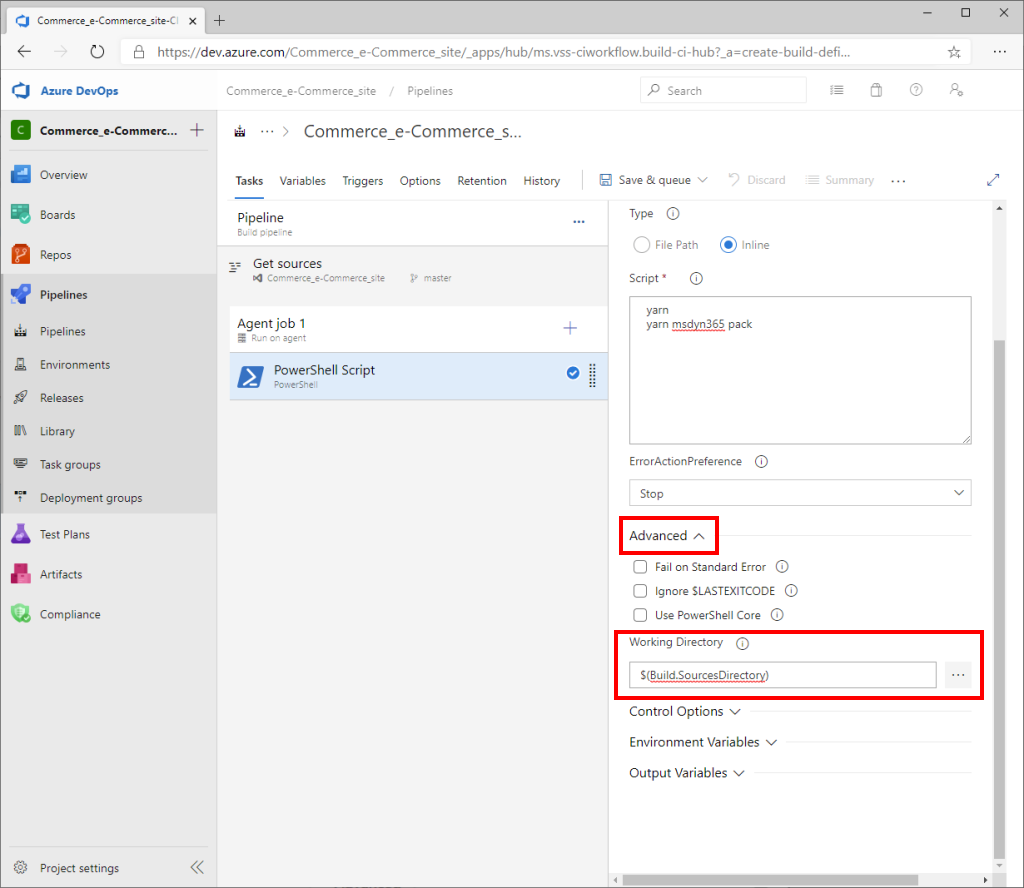 Commerce_e-Commerce_site-Cl
https://dev.azure.com/Commerce_e-Commerce_site/_apps/hub/ms.vss-ciworkflow.build-ci-hub?_a=create-build-defi...
Azure DevOps
Commerce_e-Commerce_site / Pipelines
Search
C Commerce_e-Commerc...
Overview
Boards
Repos
Pipelines
Pipelines
Environments
Releases
Library
Task groups
Deployment groups
Test Plans
Artifacts
Compliance
Project settings
... > Commerce_e-Commerce_s...
Tasks Variables Triggers Options Retention History Save & queue Discard Summary ...
Pipeline
Build pipeline
Get sources
Commerce_e-Commerce_site master
Agent job 1
Run on agent
PowerShell Script
PowerShell
Type
File Path Inline
Script *
yarn
yarn msdyn365 pack
ErrorActionPreference
Stop
Advanced
Fail on Standard Error
Ignore $LASTEXITCODE
Use PowerShell Core
Working Directory
$(Build.SourcesDirectory)
Control Options
Environment Variables
Output Variables